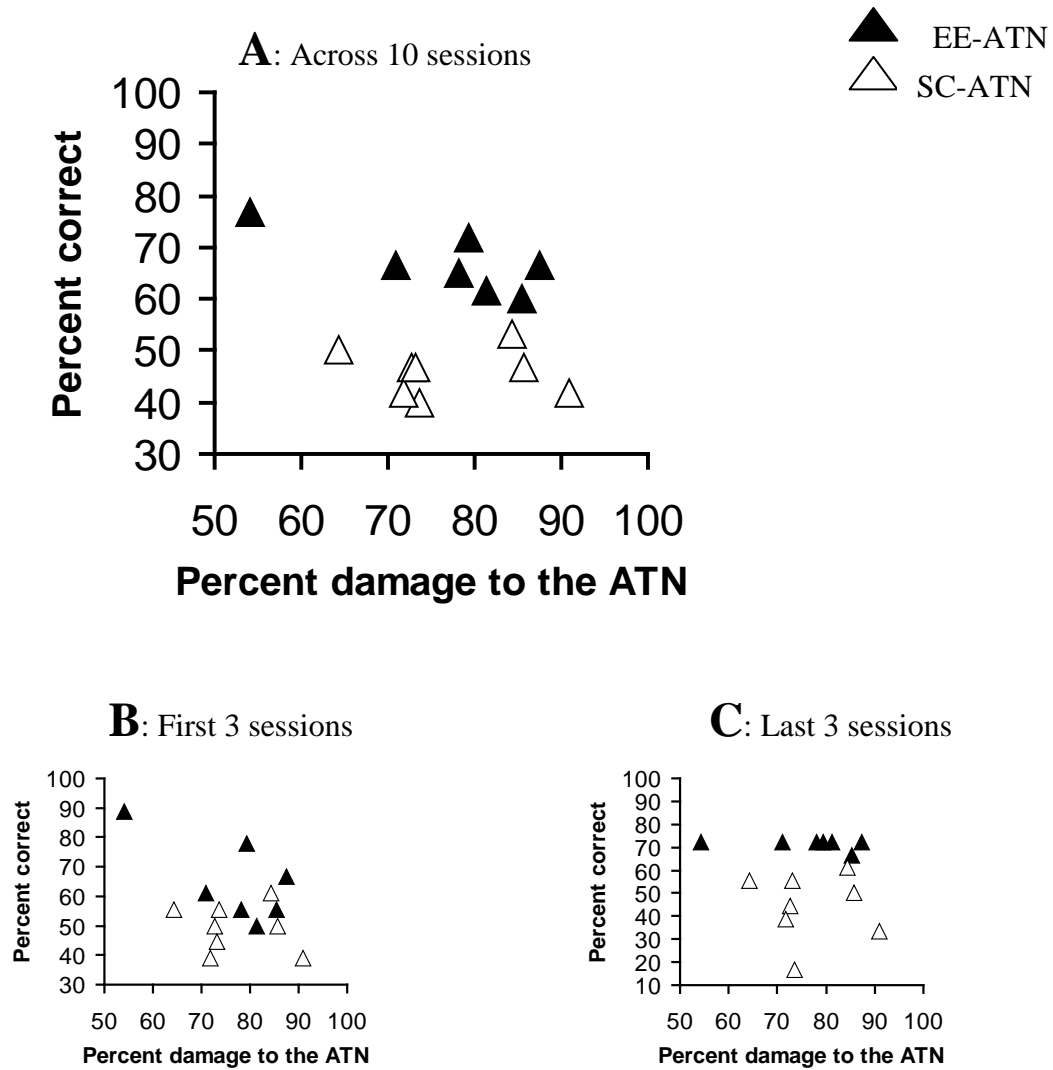 A: Across 10 sessions
EE-ATN
SC-ATN
100
90
80
70
60
50
40
30
Percent correct
50 60 70 80 90 100
Percent damage to the ATN
B: First 3 sessions
100
90
80
70
60
50
40
30
Percent correct
50 60 70 80 90 100
Percent damage to the ATN
C: Last 3 sessions
100
90
80
70
60
50
40
30
20
10
Percent correct
50 60 70 80 90 100
Percent damage to the ATN